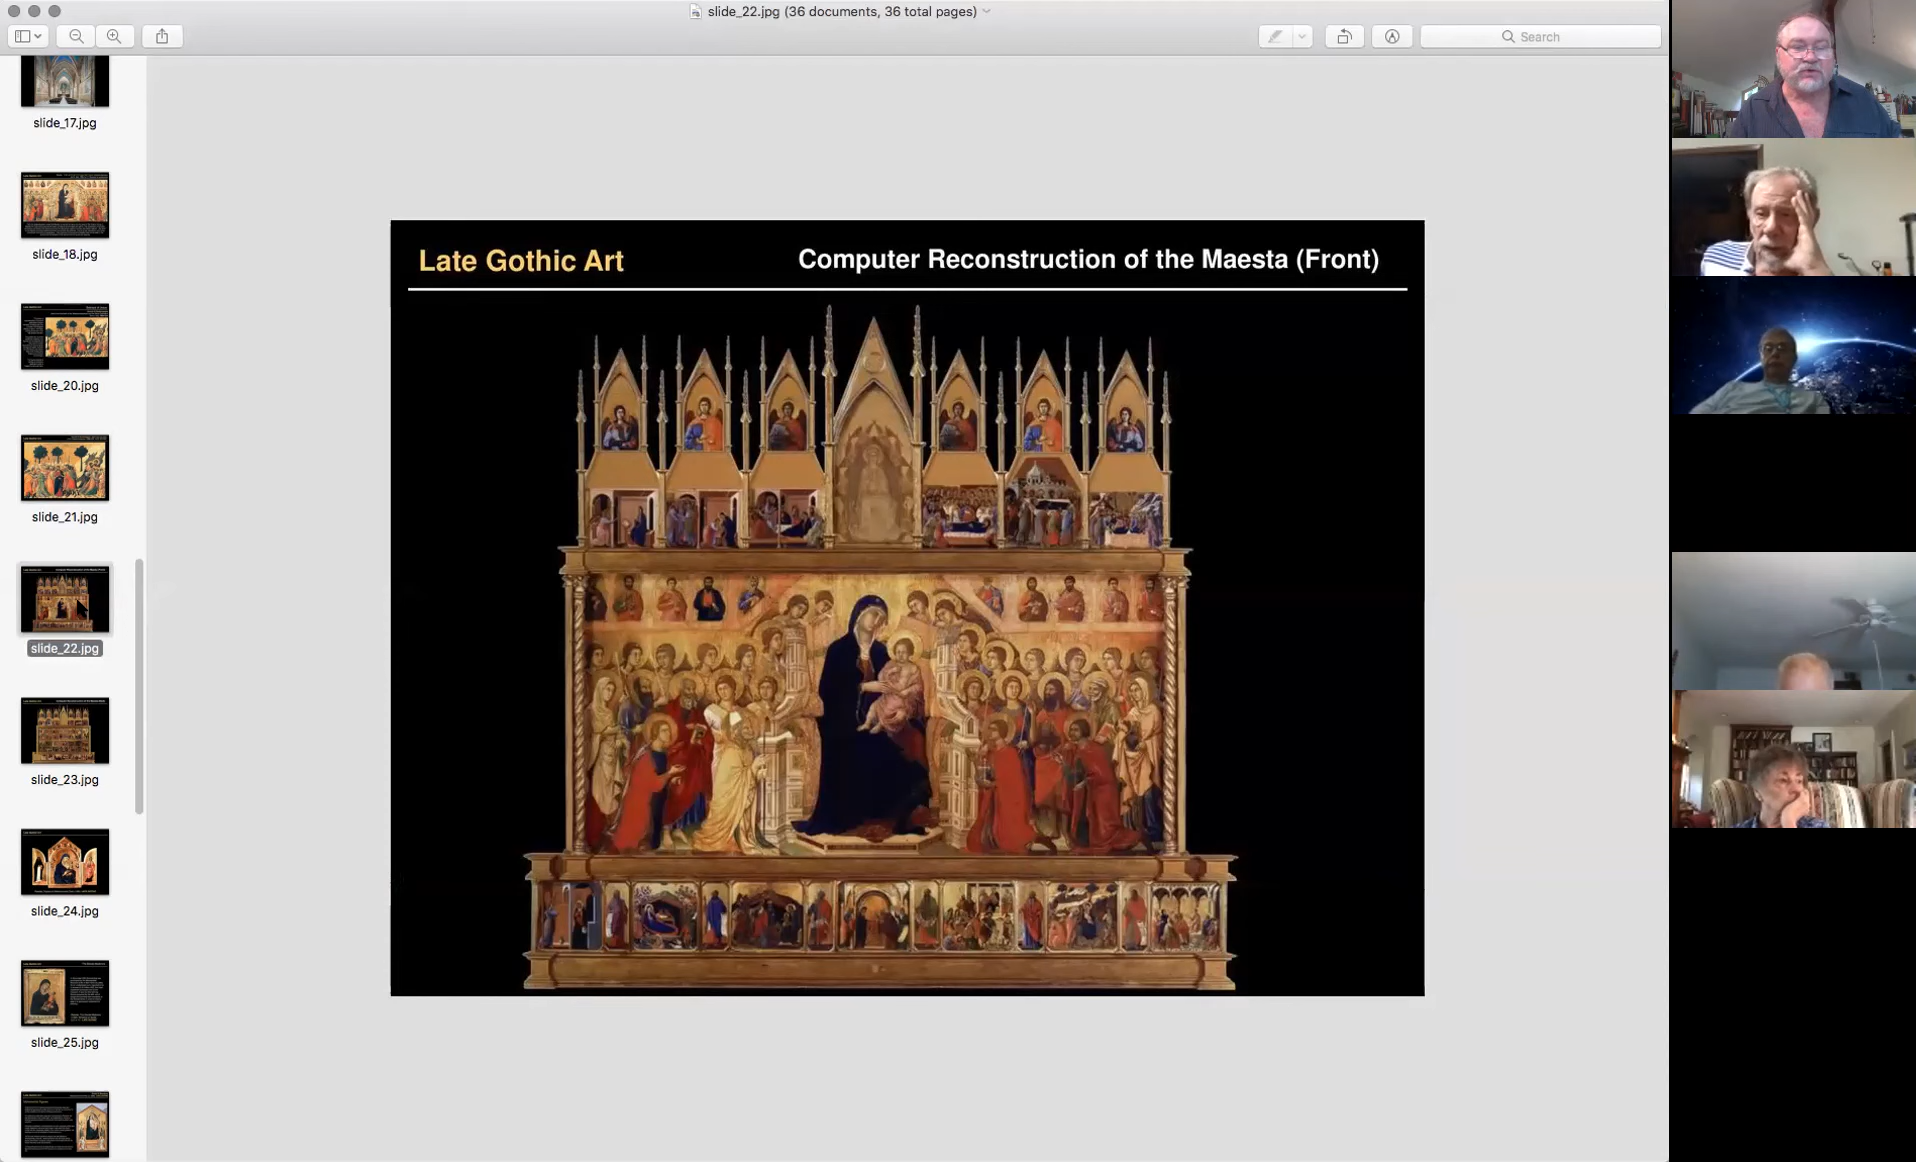 slide_22.jpg (36 documents, 36 total pages)
Search
slide_17.jpg
slide_18.jpg
slide_20.jpg
slide_21.jpg
slide_22.jpg
slide_23.jpg
slide_24.jpg
slide_25.jpg
Late Gothic Art
Computer Reconstruction of the Maesta (Front)